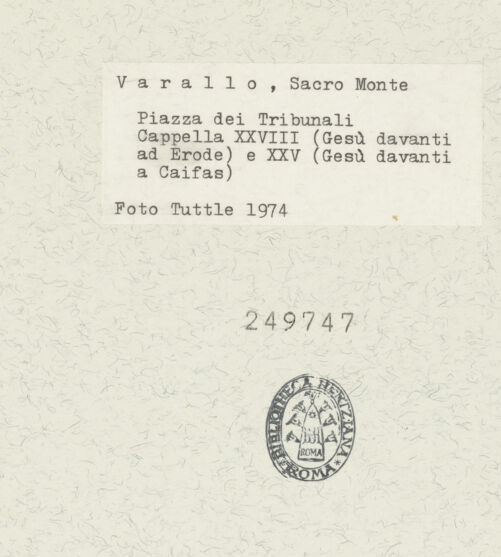 V a r a l l o , Sacro Monte
Piazza dei Tribunali
Cappella XXVIII (Gesù davanti
ad Erode) e XXV (Gesù davanti
a Caifas)
Foto Tuttle 1974
249747
BIBLIOTHECA HERTZIANA
ROMA
* ROMA *